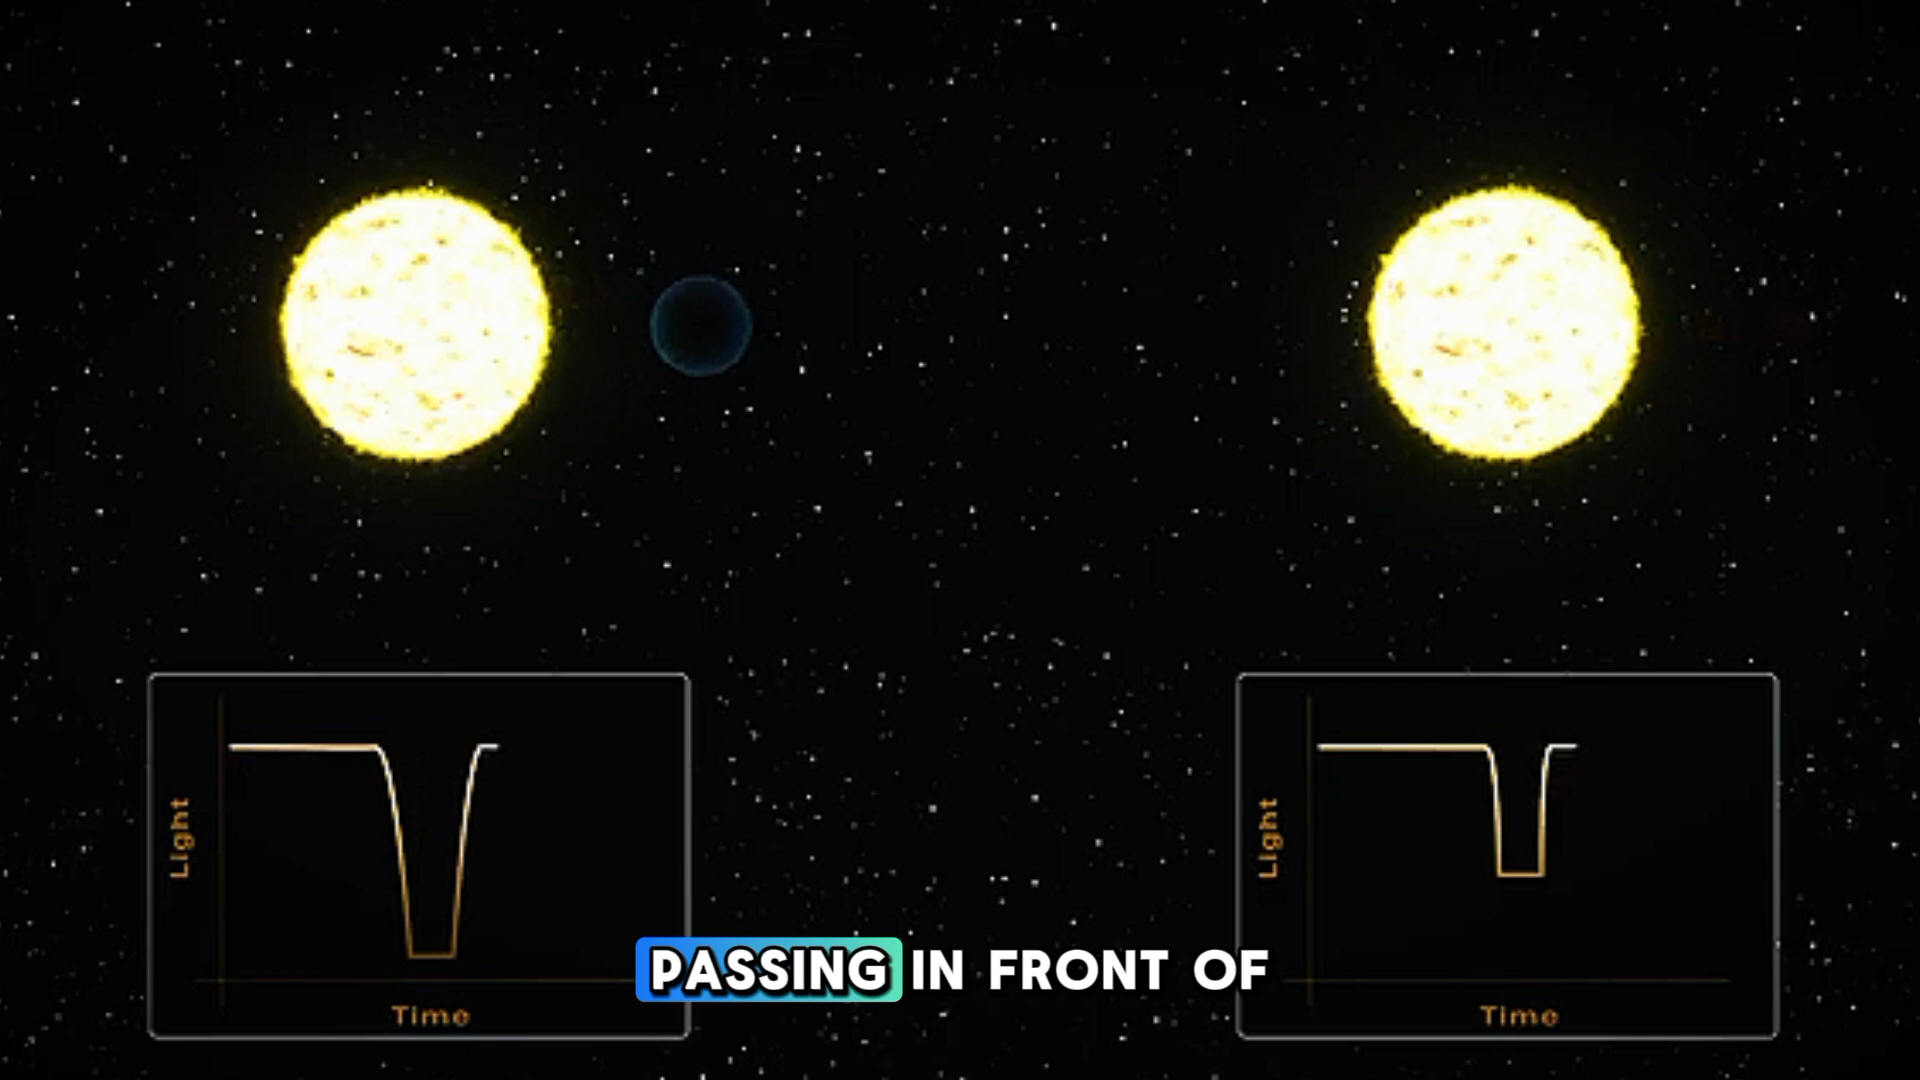 Light
Time
Light
Time
PASSING IN FRONT OF